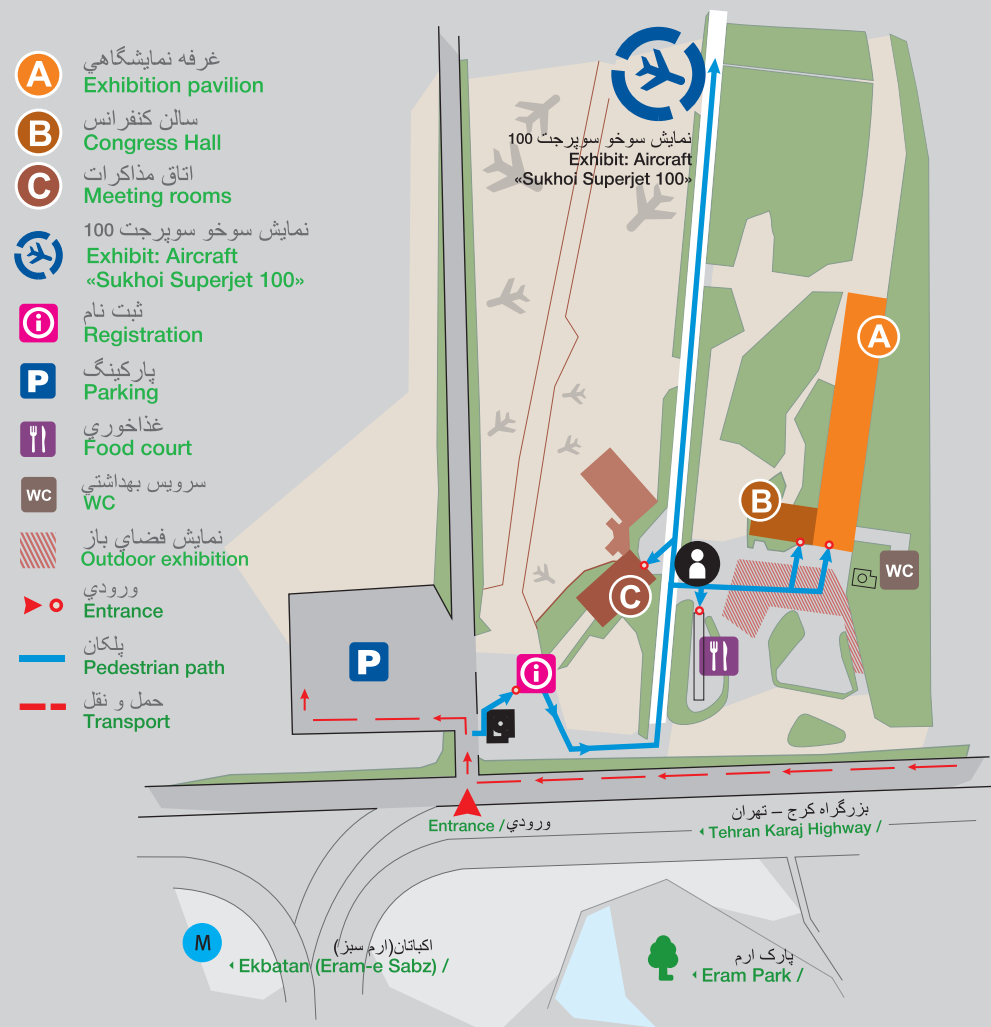 A
غرفه نمايشگاهي
Exhibition pavilion
B
سالن کنفرانس
Congress Hall
C
اتاق مذاکرات
Meeting rooms
نمايش سوخو سوپرجت 100
Exhibit: Aircraft
«Sukhoi Superjet 100»
i
ثبت نام
Registration
P
پارکينگ
Parking
غذاخوري
Food court
WC
سرويس بهداشتي
WC
نمايش فضاي باز
Outdoor exhibition
ورودي
Entrance
پلکان
Pedestrian path
حمل و نقل
Transport
نمايش سوخو سوپرجت 100
Exhibit: Aircraft
«Sukhoi Superjet 100»
A
B
C
WC
P
i
Entrance / ورودي
بزرگراه کرج – تهران
Tehran Karaj Highway /
M
اکباتان(ارم سبز)
Ekbatan (Eram-e Sabz) /
پارک ارم
Eram Park /